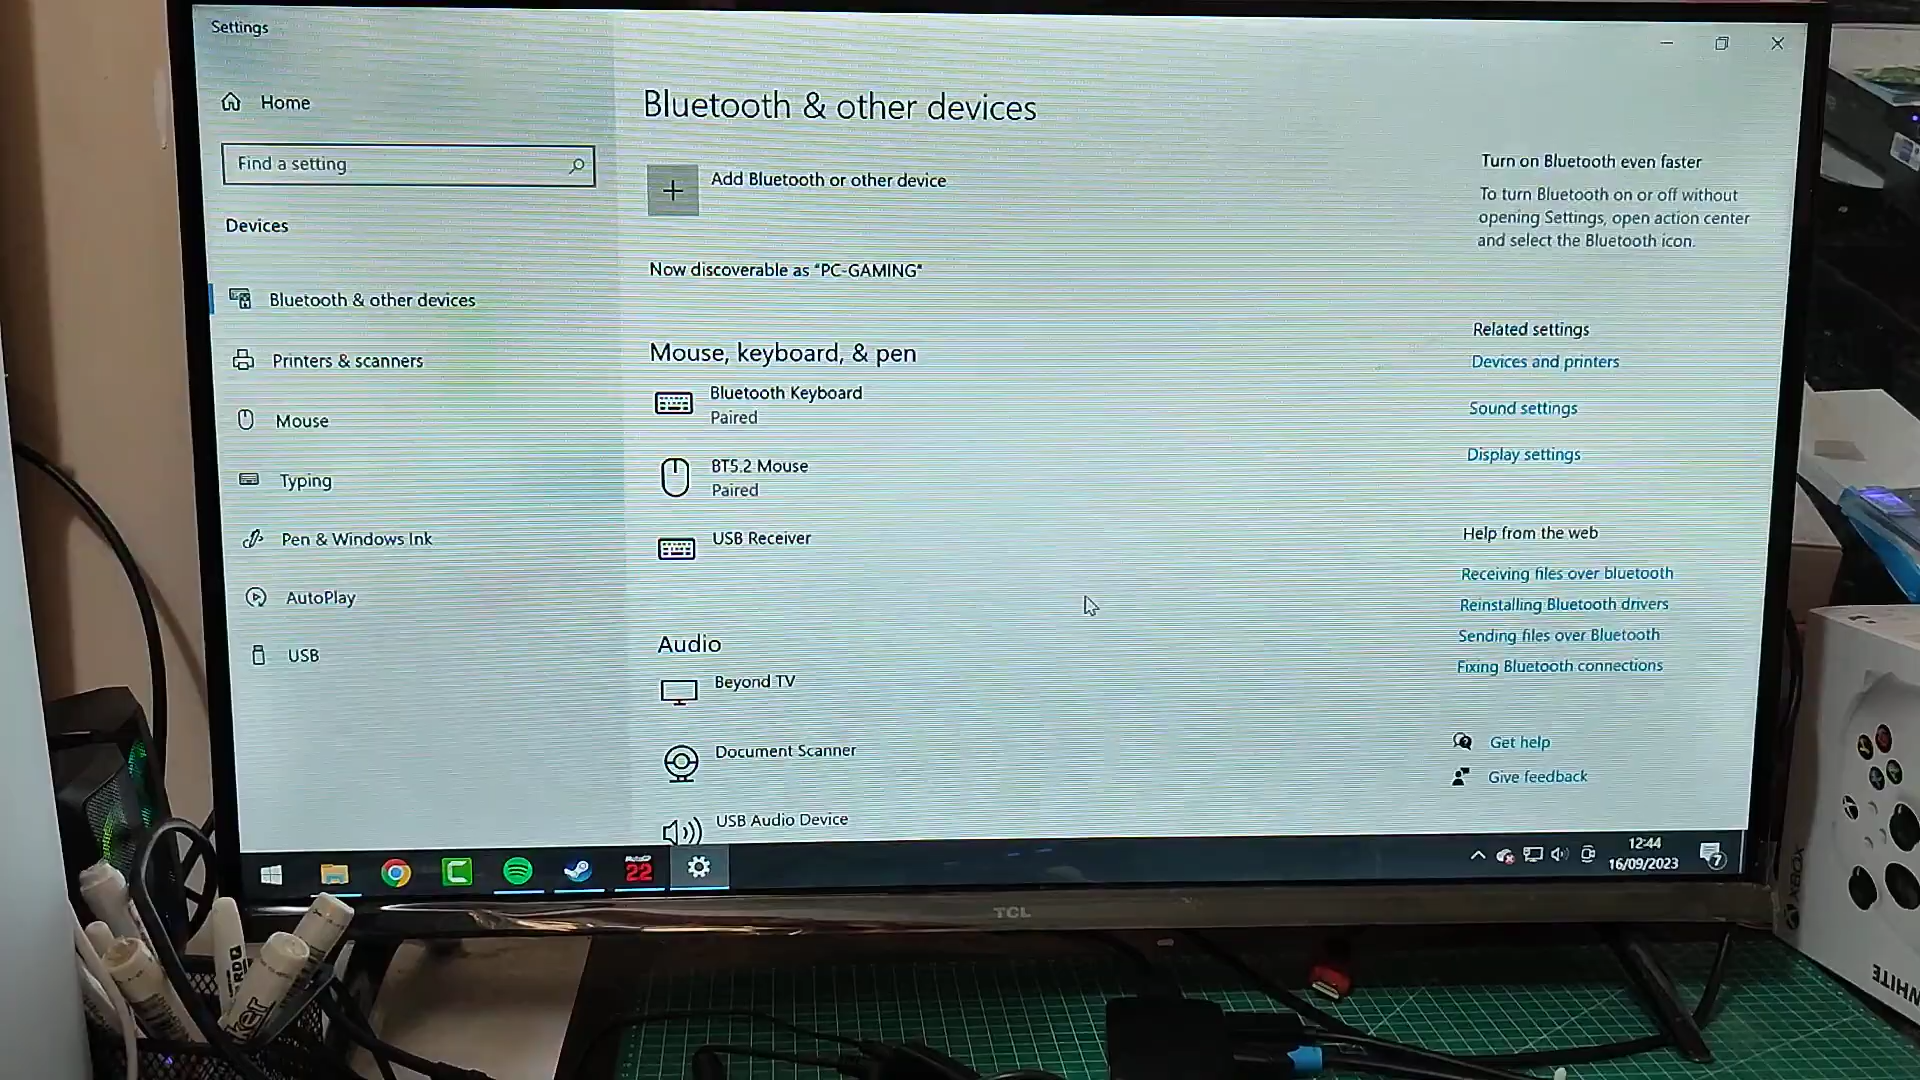 Settings
Home
Find a setting
Devices
Bluetooth & other devices
Printers & scanners
Mouse
Typing
Pen & Windows Ink
AutoPlay
USB
Bluetooth & other devices
Add Bluetooth or other device
Now discoverable as "PC-GAMING"
Mouse, keyboard, & pen
Bluetooth Keyboard
Paired
BT5.2 Mouse
Paired
USB Receiver
Audio
Beyond TV
Document Scanner
USB Audio Device
Turn on Bluetooth even faster
To turn Bluetooth on or off without
opening Settings, open action center
and select the Bluetooth icon.
Related settings
Devices and printers
Sound settings
Display settings
Help from the web
Receiving files over bluetooth
Reinstalling Bluetooth drivers
Sending files over Bluetooth
Fixing Bluetooth connections
Get help
Give feedback
MotoGP
22
12:44
16/09/2023
7
TCL
XBOX
WHITE